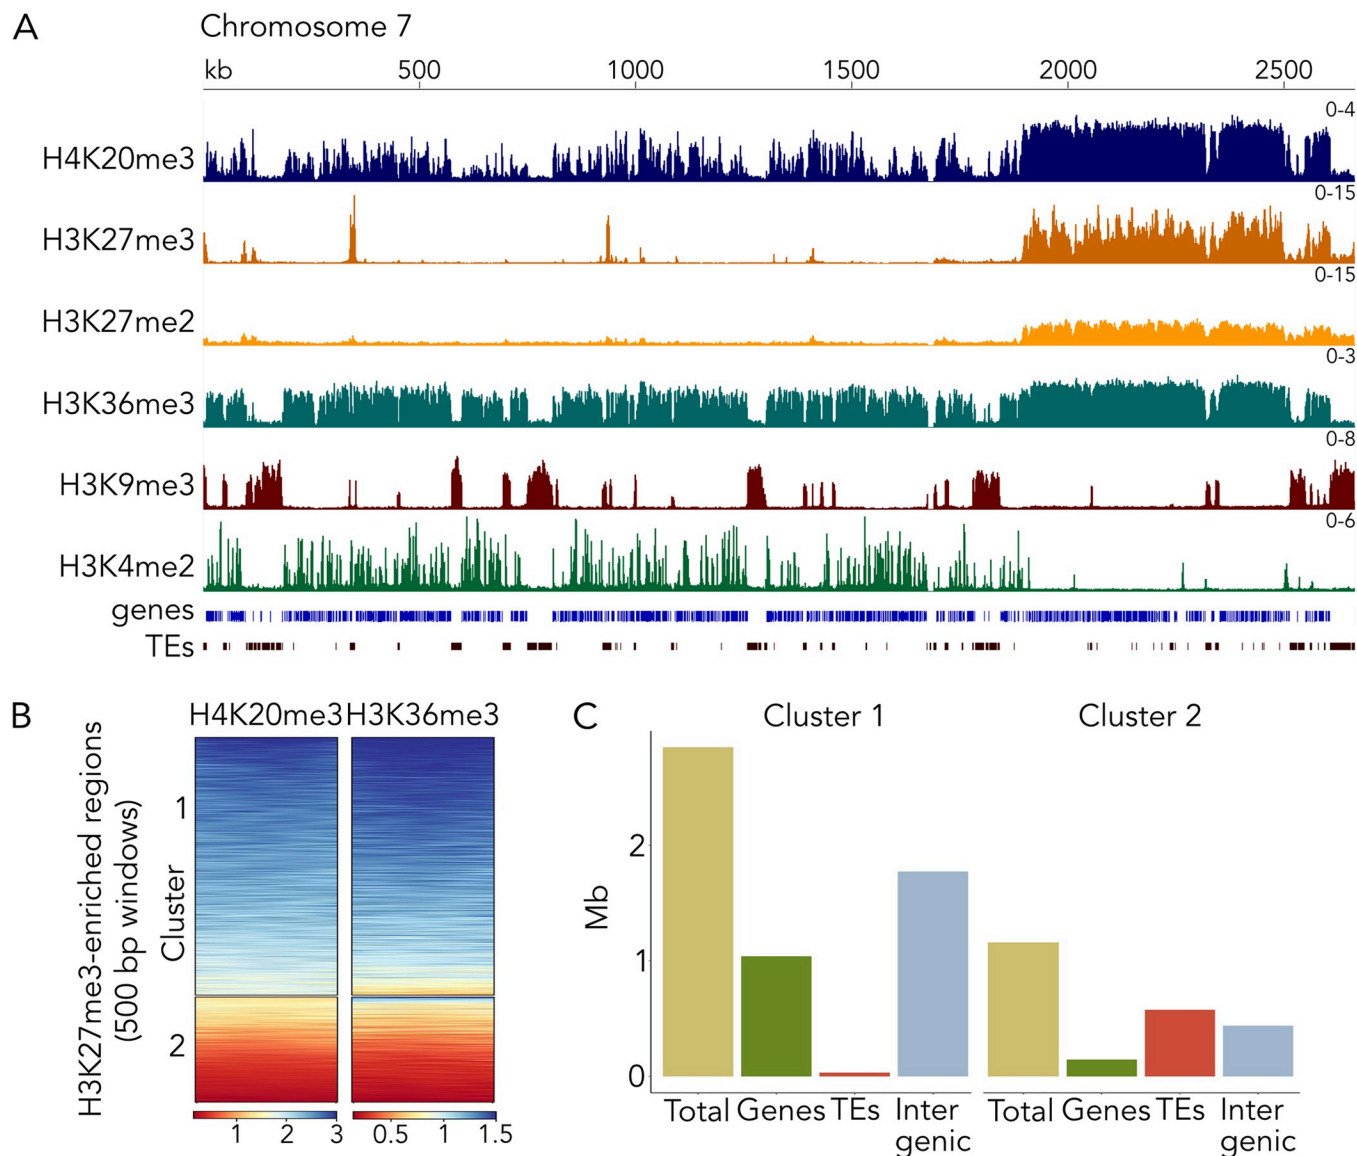 A
Chromosome 7
kb 500 1000 1500 2000 2500
0-4
H4K20me3
0-15
H3K27me3
0-15
H3K27me2
0-3
H3K36me3
0-8
H3K9me3
0-6
H3K4me2
genes
TEs
B
H4K20me3 H3K36me3
H3K27me3-enriched regions
(500 bp windows)
Cluster
1
2
1 2 3
0.5 1 1.5
C
Cluster 1 Cluster 2
Mb
2
1
0
Total Genes TEs Inter
genic
Total Genes TEs Inter
genic